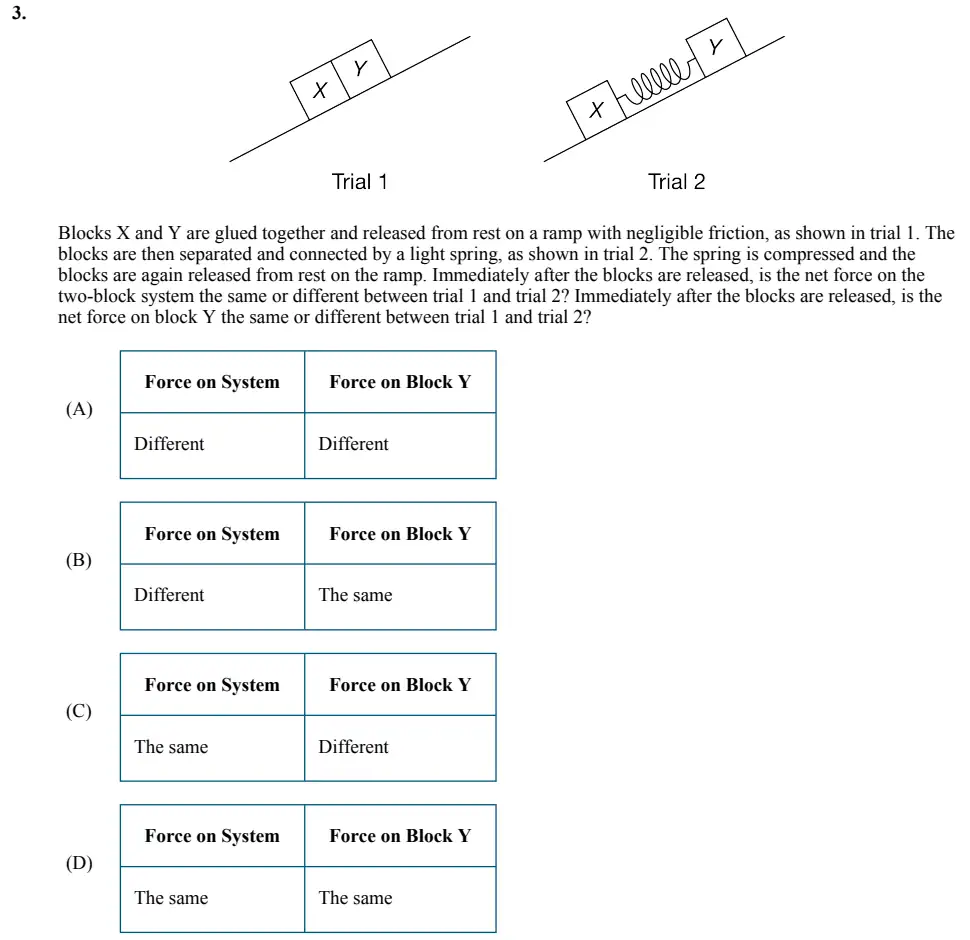 3.
X Y
X Y
Trial 1 Trial 2
Blocks X and Y are glued together and released from rest on a ramp with negligible friction, as shown in trial 1. The
blocks are then separated and connected by a light spring, as shown in trial 2. The spring is compressed and the
blocks are again released from rest on the ramp. Immediately after the blocks are released, is the net force on the
two-block system the same or different between trial 1 and trial 2? Immediately after the blocks are released, is the
net force on block Y the same or different between trial 1 and trial 2?
(A)
Force on System Force on Block Y
Different Different
(B)
Force on System Force on Block Y
Different The same
(C)
Force on System Force on Block Y
The same Different
(D)
Force on System Force on Block Y
The same The same